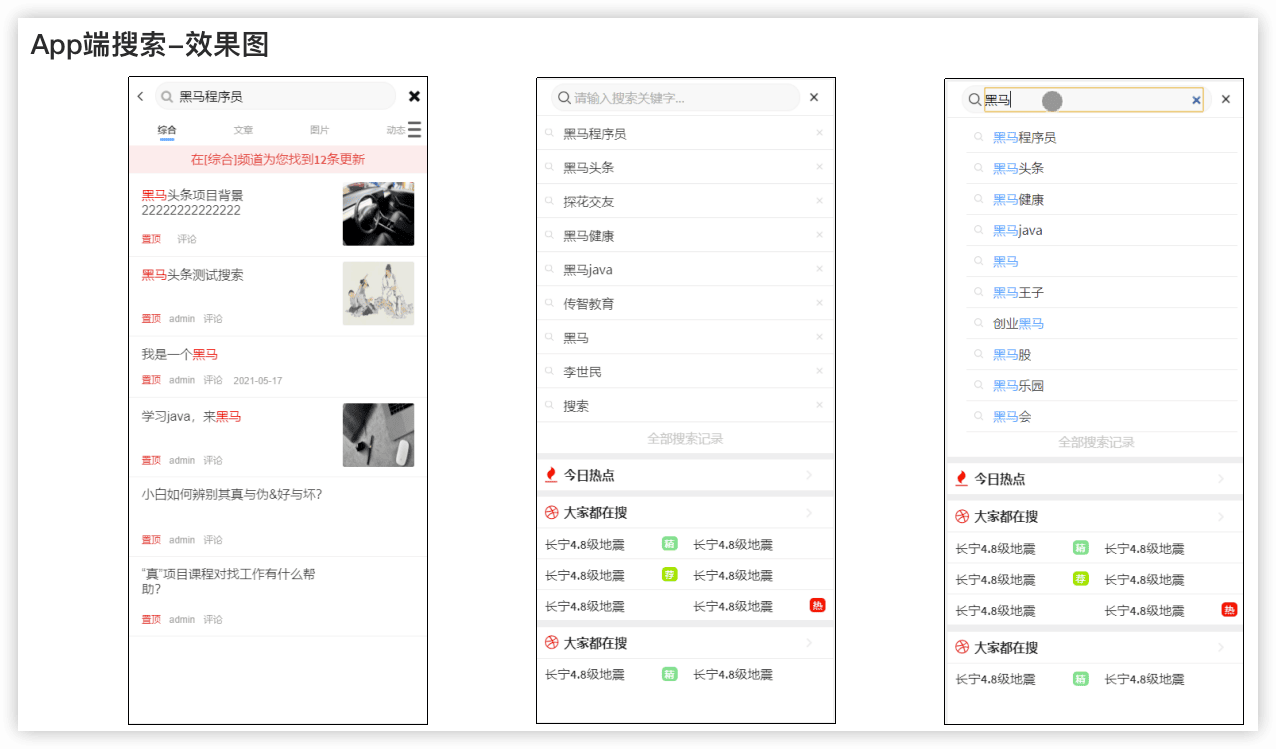 App端搜索-效果图
黑马程序员
综合 文章 图片 动态
在[综合]频道为您找到12条更新
黑马头条项目背景
22222222222222
置顶 评论
黑马头条测试搜索
置顶 admin 评论
我是一个黑马
置顶 admin 评论 2021-05-17
学习java，来黑马
置顶 admin 评论
小白如何辨别其真与伪&好与坏?
置顶 admin 评论
"真"项目课程对找工作有什么帮
助?
置顶 admin 评论
请输入搜索关键字...
黑马程序员
黑马头条
探花交友
黑马健康
黑马java
传智教育
黑马
李世民
搜索
全部搜索记录
今日热点
大家都在搜
长宁4.8级地震 长宁4.8级地震
长宁4.8级地震 荐 长宁4.8级地震
长宁4.8级地震 长宁4.8级地震 热
大家都在搜
长宁4.8级地震 长宁4.8级地震
黑马
黑马程序员
黑马头条
黑马健康
黑马java
黑马
黑马王子
创业黑马
黑马股
黑马乐园
黑马会
全部搜索记录
今日热点
大家都在搜
长宁4.8级地震 长宁4.8级地震
长宁4.8级地震 荐 长宁4.8级地震
长宁4.8级地震 长宁4.8级地震 热
大家都在搜
长宁4.8级地震 长宁4.8级地震